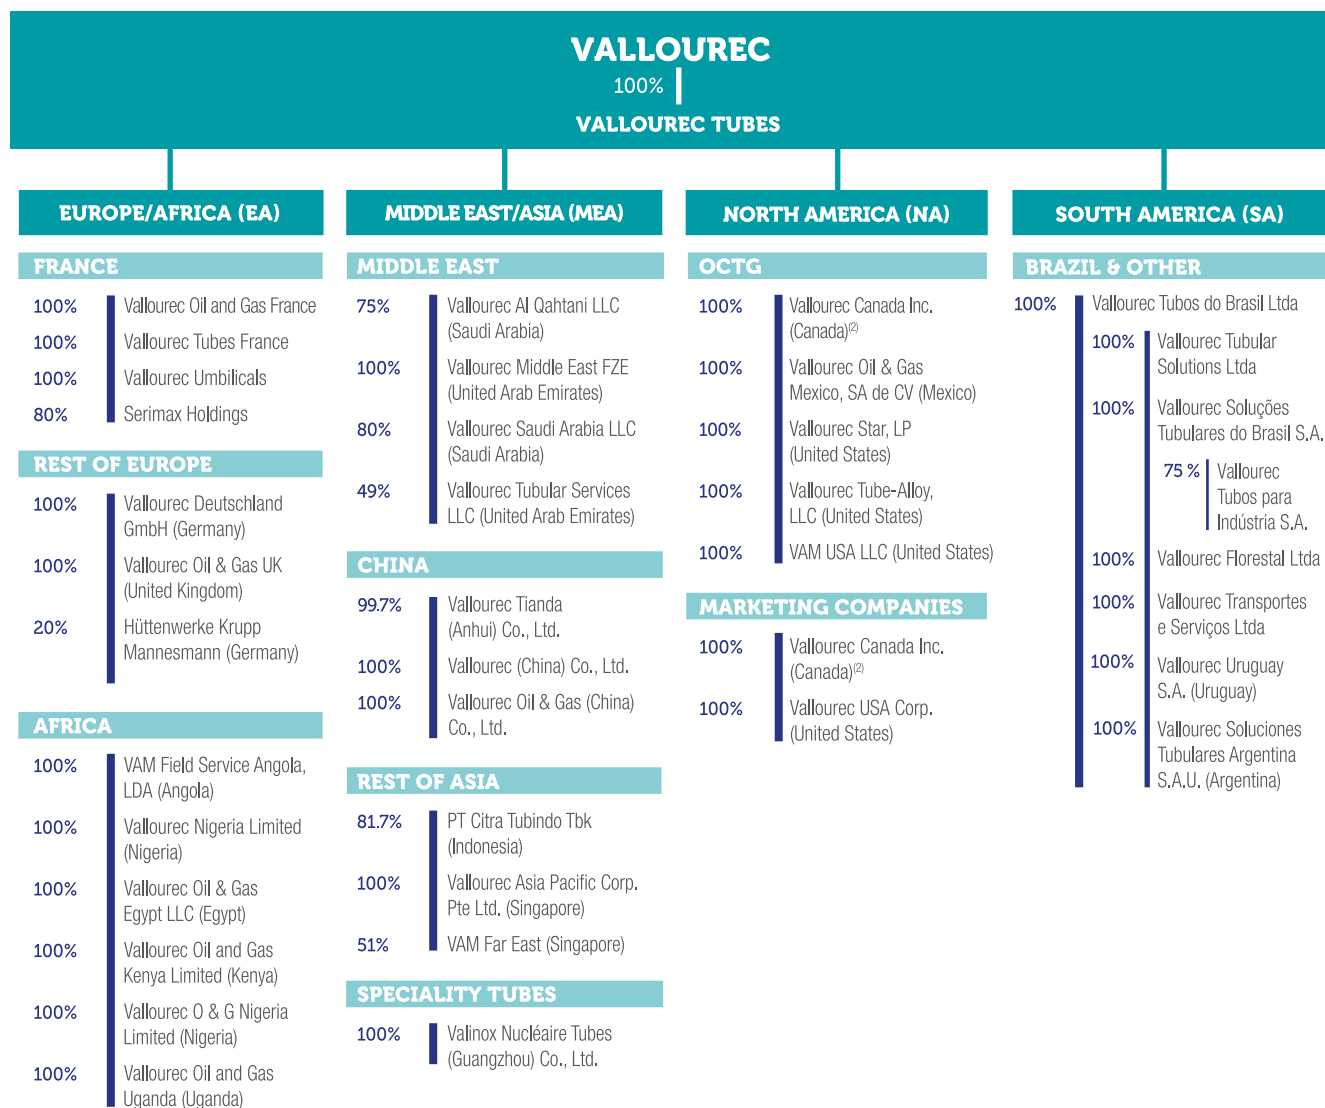 VALLOUREC
100%
VALLOUREC TUBES
EUROPE/AFRICA (EA)
FRANCE
100% Vallourec Oil and Gas France
100% Vallourec Tubes France
100% Vallourec Umbilicals
80% Serimax Holdings
REST OF EUROPE
100% Vallourec Deutschland
GmbH (Germany)
100% Vallourec Oil & Gas UK
(United Kingdom)
20% Hüttenwerke Krupp
Mannesmann (Germany)
AFRICA
100% VAM Field Service Angola,
LDA (Angola)
100% Vallourec Nigeria Limited
(Nigeria)
100% Vallourec Oil & Gas
Egypt LLC (Egypt)
100% Vallourec Oil and Gas
Kenya Limited (Kenya)
100% Vallourec O & G Nigeria
Limited (Nigeria)
100% Vallourec Oil and Gas
Uganda (Uganda)
MIDDLE EAST/ASIA (MEA)
MIDDLE EAST
75% Vallourec Al Qahtani LLC
(Saudi Arabia)
100% Vallourec Middle East FZE
(United Arab Emirates)
80% Vallourec Saudi Arabia LLC
(Saudi Arabia)
49% Vallourec Tubular Services
LLC (United Arab Emirates)
CHINA
99.7% Vallourec Tianda
(Anhui) Co., Ltd.
100% Vallourec (China) Co., Ltd.
100% Vallourec Oil & Gas (China)
Co., Ltd.
REST OF ASIA
81.7% PT Citra Tubindo Tbk
(Indonesia)
100% Vallourec Asia Pacific Corp.
Pte Ltd. (Singapore)
51% VAM Far East (Singapore)
SPECIALITY TUBES
100% Valinox Nucléaire Tubes
(Guangzhou) Co., Ltd.
NORTH AMERICA (NA)
OCTG
100% Vallourec Canada Inc.
(Canada)(2)
100% Vallourec Oil & Gas
Mexico, SA de CV (Mexico)
100% Vallourec Star, LP
(United States)
100% Vallourec Tube-Alloy,
LLC (United States)
100% VAM USA LLC (United States)
MARKETING COMPANIES
100% Vallourec Canada Inc.
(Canada)(2)
100% Vallourec USA Corp.
(United States)
SOUTH AMERICA (SA)
BRAZIL & OTHER
100% Vallourec Tubos do Brasil Ltda
100% Vallourec Tubular
Solutions Ltda
100% Vallourec Soluções
Tubulares do Brasil S.A.
75 % Vallourec
Tubos para
Indústria S.A.
100% Vallourec Florestal Ltda
100% Vallourec Transportes
e Serviços Ltda
100% Vallourec Uruguay
S.A. (Uruguay)
100% Vallourec Soluciones
Tubulares Argentina
S.A.U. (Argentina)